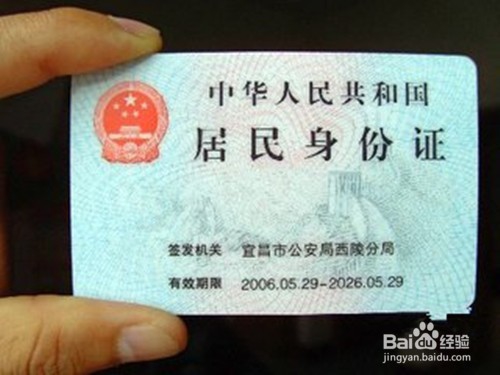 中华人民共和国
居民身份证
签发机关 宜昌市公安局西陵分局
有效期限 2006.05.29-2026.05.29
Bai度经验
jingyan.baidu.com